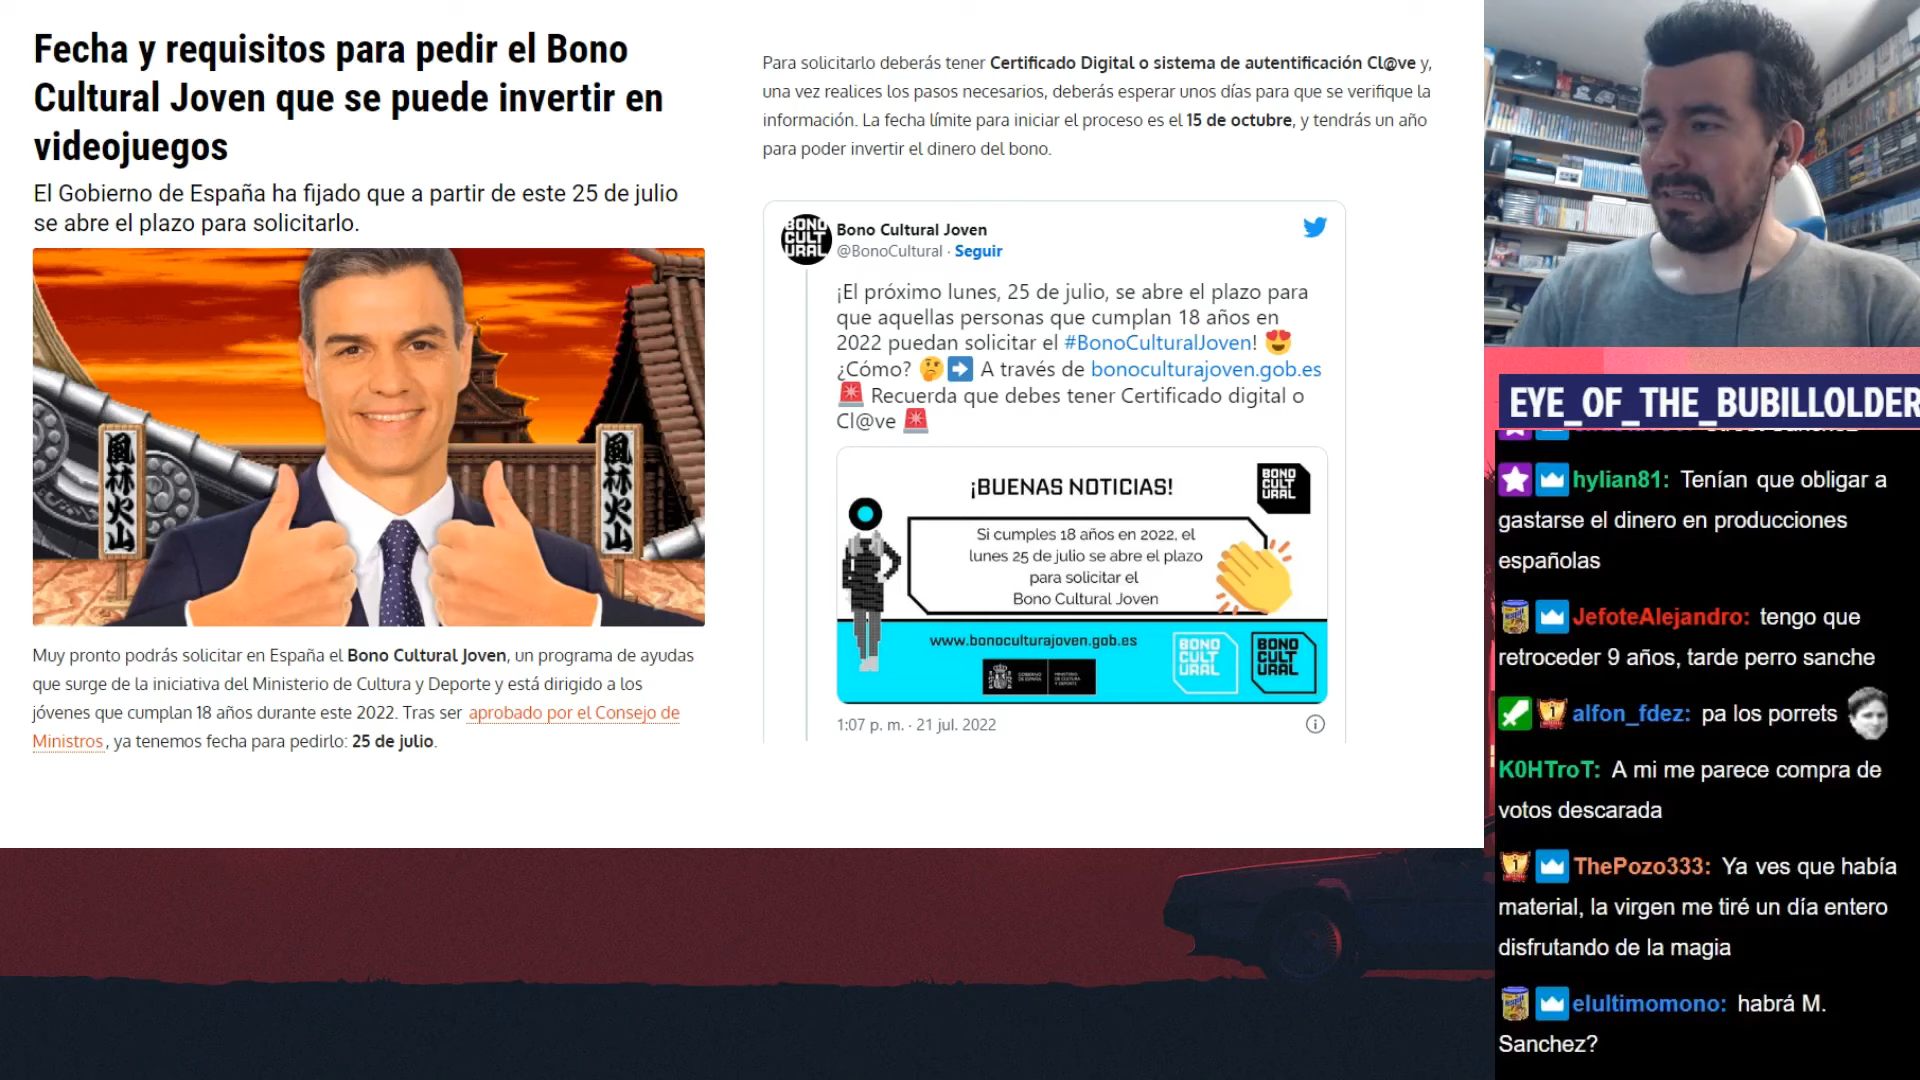 Fecha y requisitos para pedir el Bono
Cultural Joven que se puede invertir en
videojuegos
El Gobierno de España ha fijado que a partir de este 25 de julio
se abre el plazo para solicitarlo.
風林火山
風林火山
Muy pronto podrás solicitar en España el Bono Cultural Joven, un programa de ayudas
que surge de la iniciativa del Ministerio de Cultura y Deporte y está dirigido a los
jóvenes que cumplan 18 años durante este 2022. Tras ser aprobado por el Consejo de
Ministros, ya tenemos fecha para pedirlo: 25 de julio.
Para solicitarlo deberás tener Certificado Digital o sistema de autentificación Cl@ve y,
una vez realices los pasos necesarios, deberás esperar unos días para que se verifique la
información. La fecha límite para iniciar el proceso es el 15 de octubre, y tendrás un año
para poder invertir el dinero del bono.
BONO
CULT
URAL
Bono Cultural Joven
@BonoCultural · Seguir
¡El próximo lunes, 25 de julio, se abre el plazo para
que aquellas personas que cumplan 18 años en
2022 puedan solicitar el #BonoCulturalJoven! 😍
¿Cómo? 🤔➡️ A través de bonoculturajoven.gob.es
🚨 Recuerda que debes tener Certificado digital o
Cl@ve 🚨
¡BUENAS NOTICIAS!
BONO
CULT
URAL
Si cumples 18 años en 2022, el
lunes 25 de julio se abre el plazo
para solicitar el
Bono Cultural Joven
www.bonoculturajoven.gob.es
BONO
CULT
URAL
BONO
CULT
URAL
1:07 p. m. · 21 jul. 2022
EYE_OF_THE_BUBILLOLDER
hylian81: Tenían que obligar a
gastarse el dinero en producciones
españolas
JefoteAlejandro: tengo que
retroceder 9 años, tarde perro sanche
alfon_fdez: pa los porrets
K0HTroT: A mi me parece compra de
votos descarada
ThePozo333: Ya ves que había
material, la virgen me tiré un día entero
disfrutando de la magia
elultimomono: habrá M.
Sanchez?